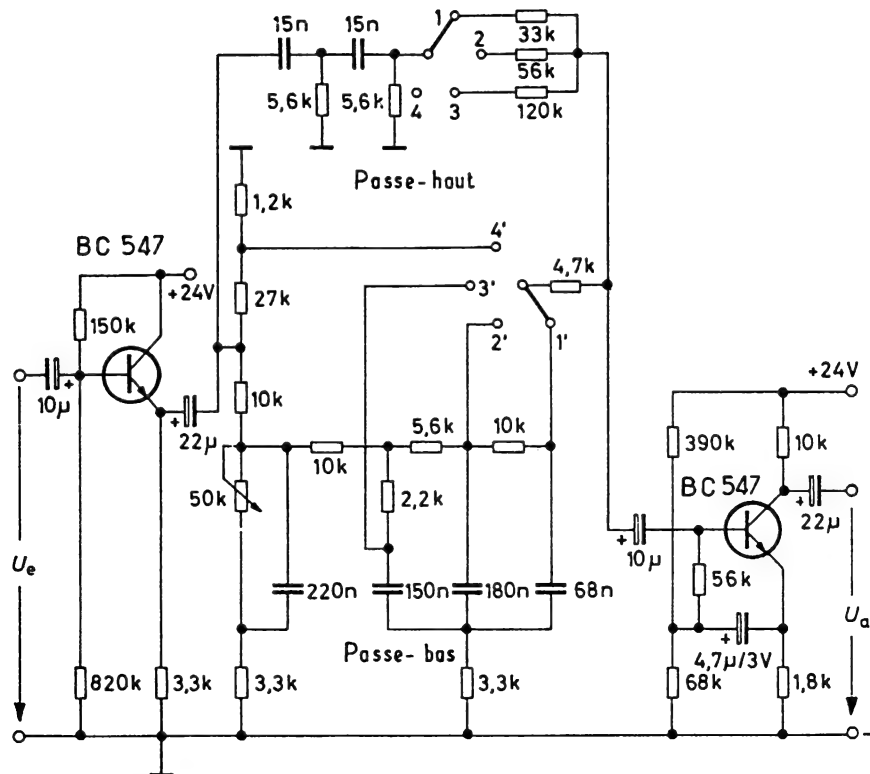 15n 15n 1 33k
2 56k
5,6k 5,6k 4 3 120k
Passe-haut
1,2k
BC 547 4'
+24V 27k 3' 4,7k
150k 2' 1'
+ 10µ 10k +24V
+ 22µ 5,6k 10k 390k 10k
10k BC 547
50k 2,2k + 22µ
+ 10µ
Ue 56k
220n 150n 180n 68n Ua
+ 4,7µ/3V
Passe-bas
820k 3,3k 3,3k 3,3k 68k 1,8k